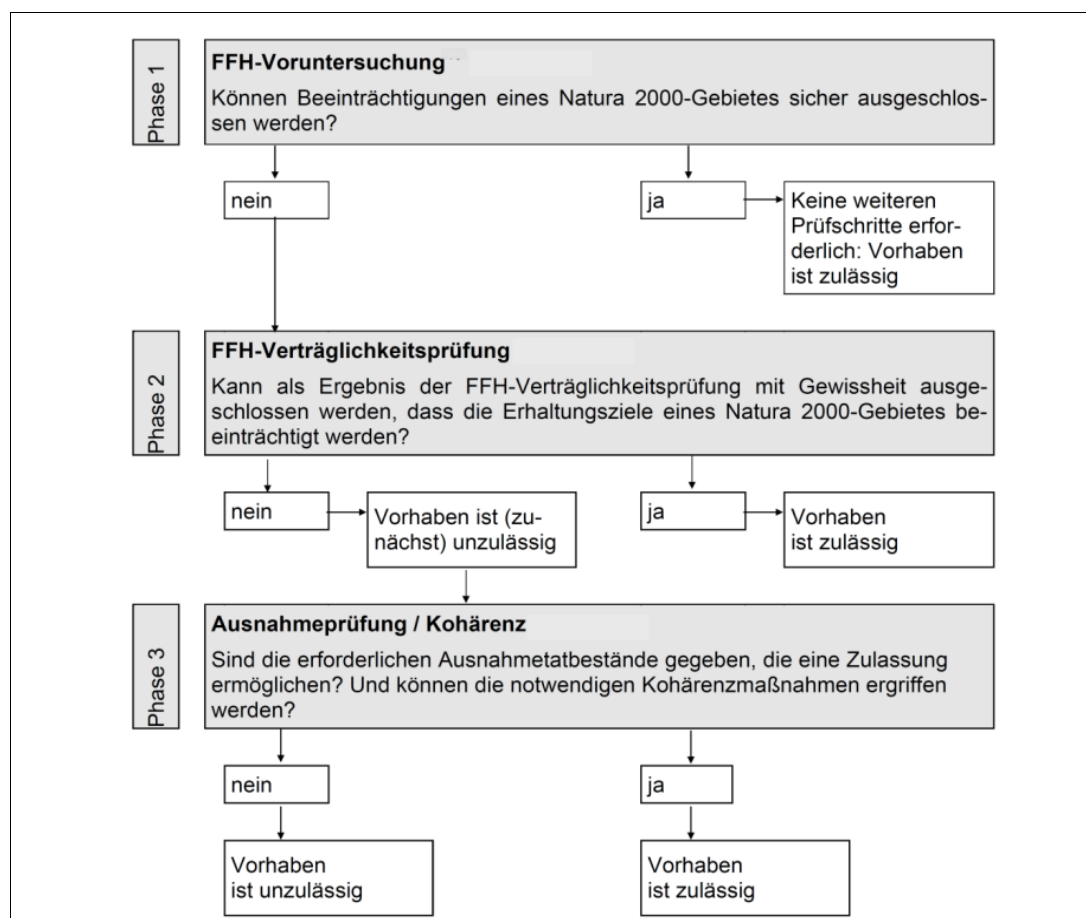 Phase 1
FFH-Voruntersuchung
Können Beeinträchtigungen eines Natura 2000-Gebietes sicher ausgeschlos-
sen werden?
nein
ja
Keine weiteren
Prüfschritte erfor-
derlich: Vorhaben
ist zulässig
Phase 2
FFH-Verträglichkeitsprüfung
Kann als Ergebnis der FFH-Verträglichkeitsprüfung mit Gewissheit ausge-
schlossen werden, dass die Erhaltungsziele eines Natura 2000-Gebietes be-
einträchtigt werden?
nein
Vorhaben ist (zu-
nächst) unzulässig
ja
Vorhaben
ist zulässig
Phase 3
Ausnahmeprüfung / Kohärenz
Sind die erforderlichen Ausnahmetatbestände gegeben, die eine Zulassung
ermöglichen? Und können die notwendigen Kohärenzmaßnahmen ergriffen
werden?
nein
ja
Vorhaben
ist unzulässig
Vorhaben
ist zulässig